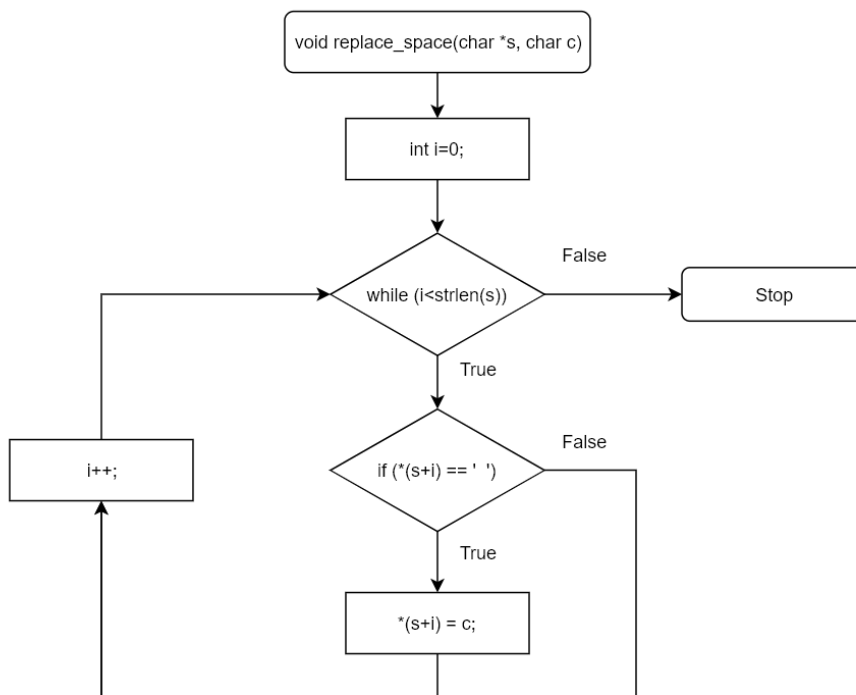 void replace_space(char *s, char c)
int i=0;
False
while (i<strlen(s))
Stop
True
False
i++;
if (*(s+i) == '  ')
True
*(s+i) = c;